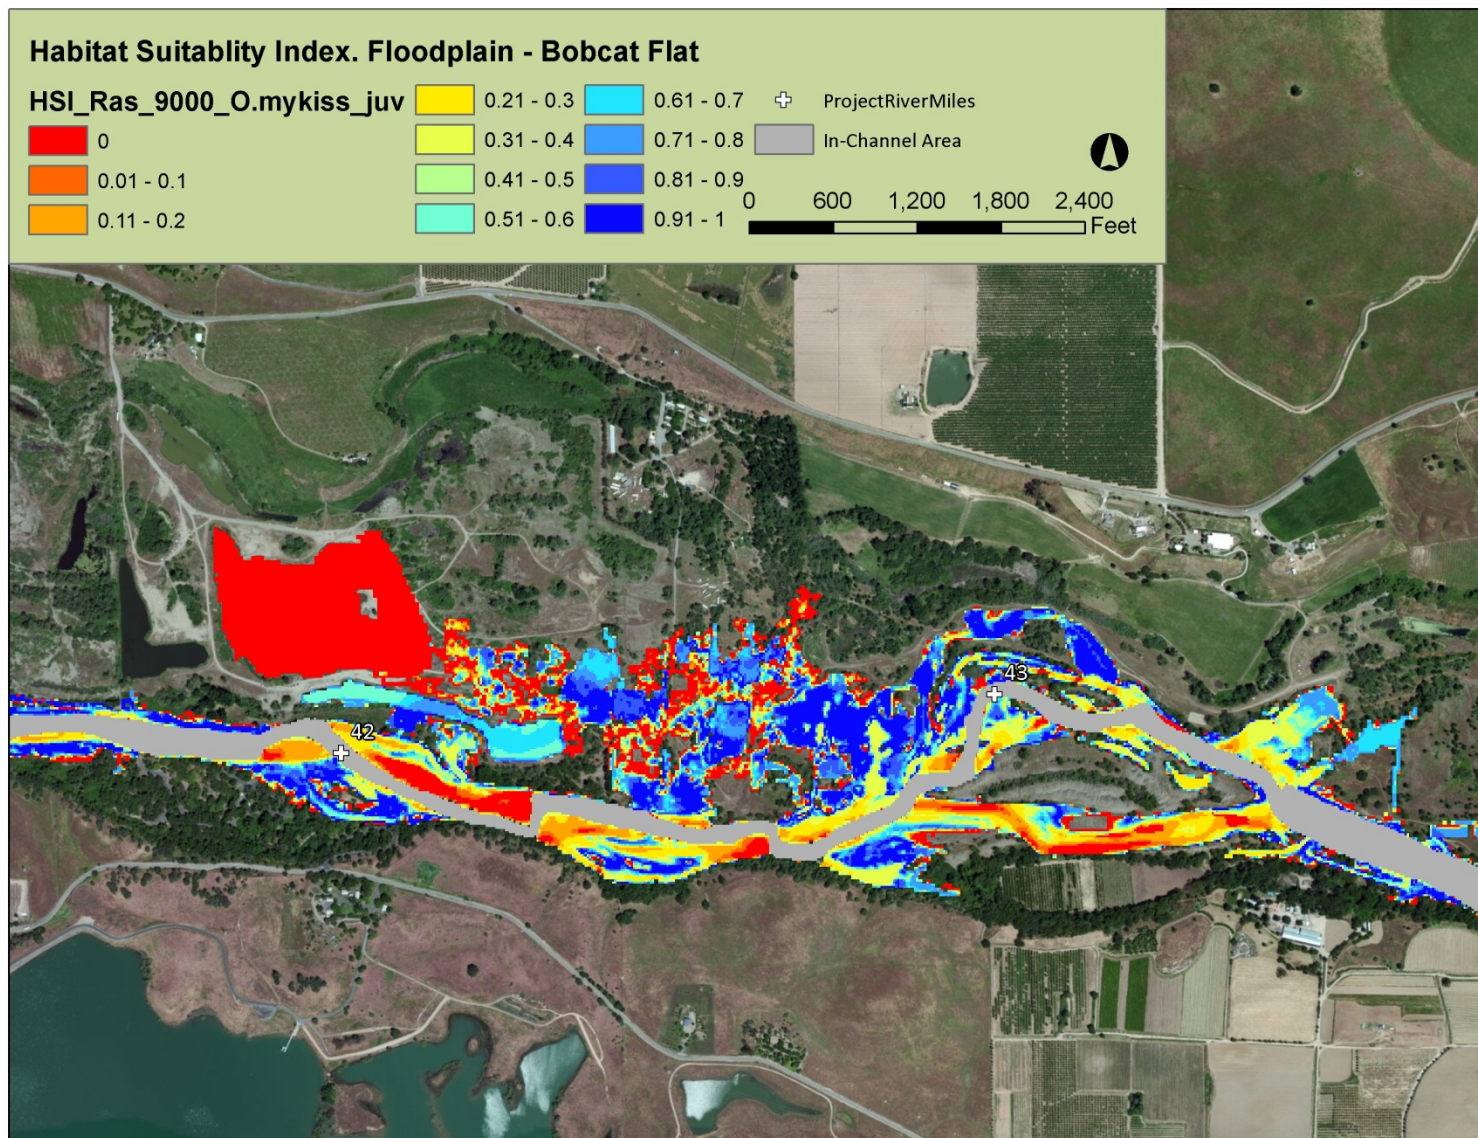 Habitat Suitablity Index. Floodplain - Bobcat Flat
HSI_Ras_9000_O.mykiss_juv
0
0.01 - 0.1
0.11 - 0.2
0.21 - 0.3
0.31 - 0.4
0.41 - 0.5
0.51 - 0.6
0.61 - 0.7
0.71 - 0.8
0.81 - 0.9
0.91 - 1
ProjectRiverMiles
In-Channel Area
0 600 1,200 1,800 2,400
Feet
43
42